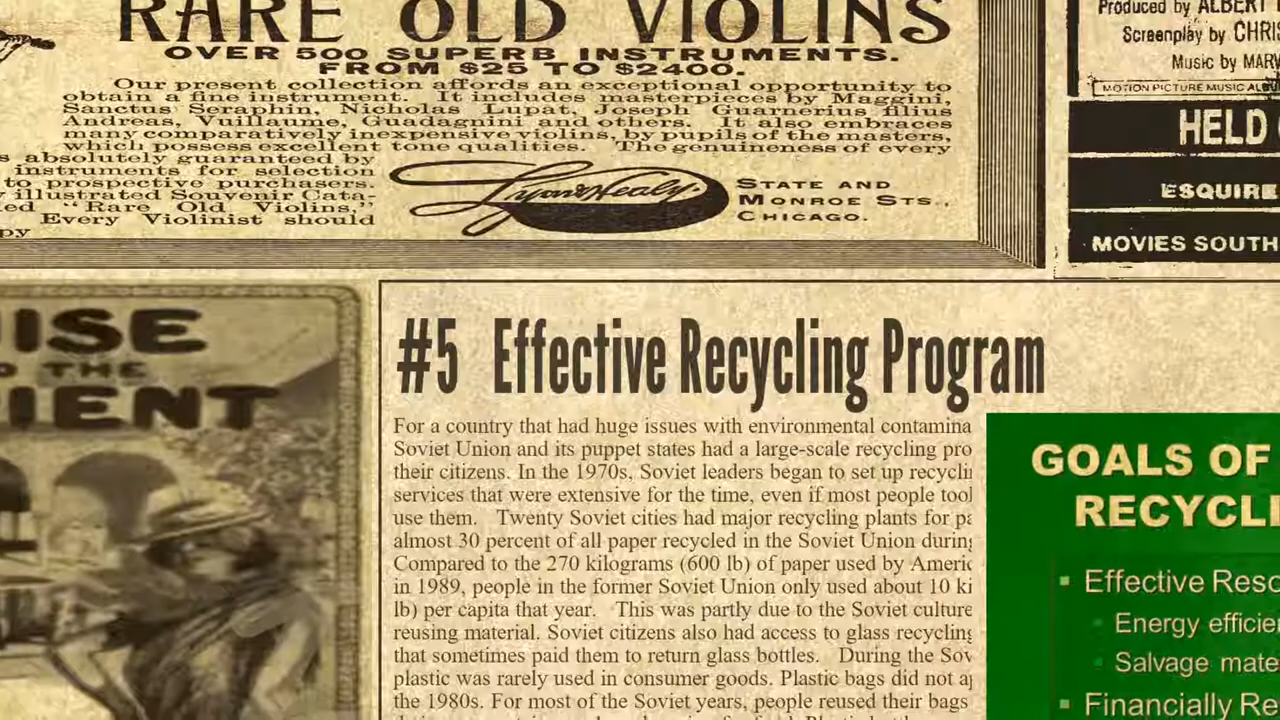 RARE OLD VIOLINS
OVER 500 SUPERB INSTRUMENTS.
FROM $25 TO $2400.
Our present collection affords an exceptional opportunity to
obtain a fine instrument. It includes masterpieces by Maggini,
Sanctus Seraphin, Nicholas Lupat, Joseph Guarnerius filius
Andreas, Vuillaune, Guadagnini and others. It also embraces
many comparatively inexpensive violins, by pupils of the masters,
which possess excellent tone qualities. The genuineness of every
s absolutely guaranteed by
instruments for selection
to prospective purchasers.
y illustrated Souvenir Cata-
ed "Rare Old Violins,"
Every Violinist should
py
Lyon & Healy
STATE AND
MONROE STS.,
CHICAGO.
Produced by ALBERT
Screenplay by CHRIS
Music by MARV
MOTION PICTURE MUSIC ALBU
HELD
ESQUIRE
MOVIES SOUTH
ISE
O THE
IENT
#5 Effective Recycling Program
For a country that had huge issues with environmental contamina
Soviet Union and its puppet states had a large-scale recycling pro
their citizens. In the 1970s, Soviet leaders began to set up recycli
services that were extensive for the time, even if most people tool
use them. Twenty Soviet cities had major recycling plants for pa
almost 30 percent of all paper recycled in the Soviet Union during
Compared to the 270 kilograms (600 lb) of paper used by Americ
in 1989, people in the former Soviet Union only used about 10 ki
lb) per capita that year. This was partly due to the Soviet culture
reusing material. Soviet citizens also had access to glass recycling
that sometimes paid them to return glass bottles. During the Sov
plastic was rarely used in consumer goods. Plastic bags did not a
the 1980s. For most of the Soviet years, people reused their bags
GOALS OF
RECYCLI
▪ Effective Reso
▪ Energy efficien
▪ Salvage mate
▪ Financially Re